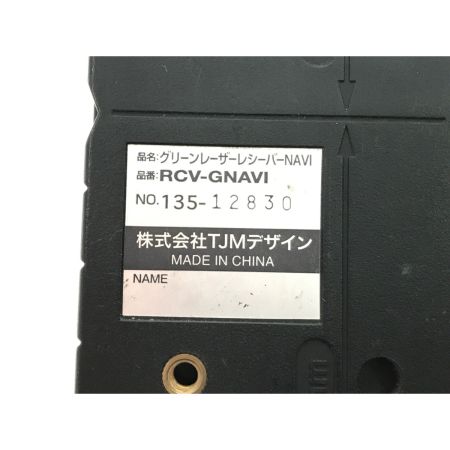 品名:グリーンレーザーレシーバーNAVI
品番:RCV-GNAVI
NO.135-12830
株式会社TJMデザイン
MADE IN CHINA
NAME